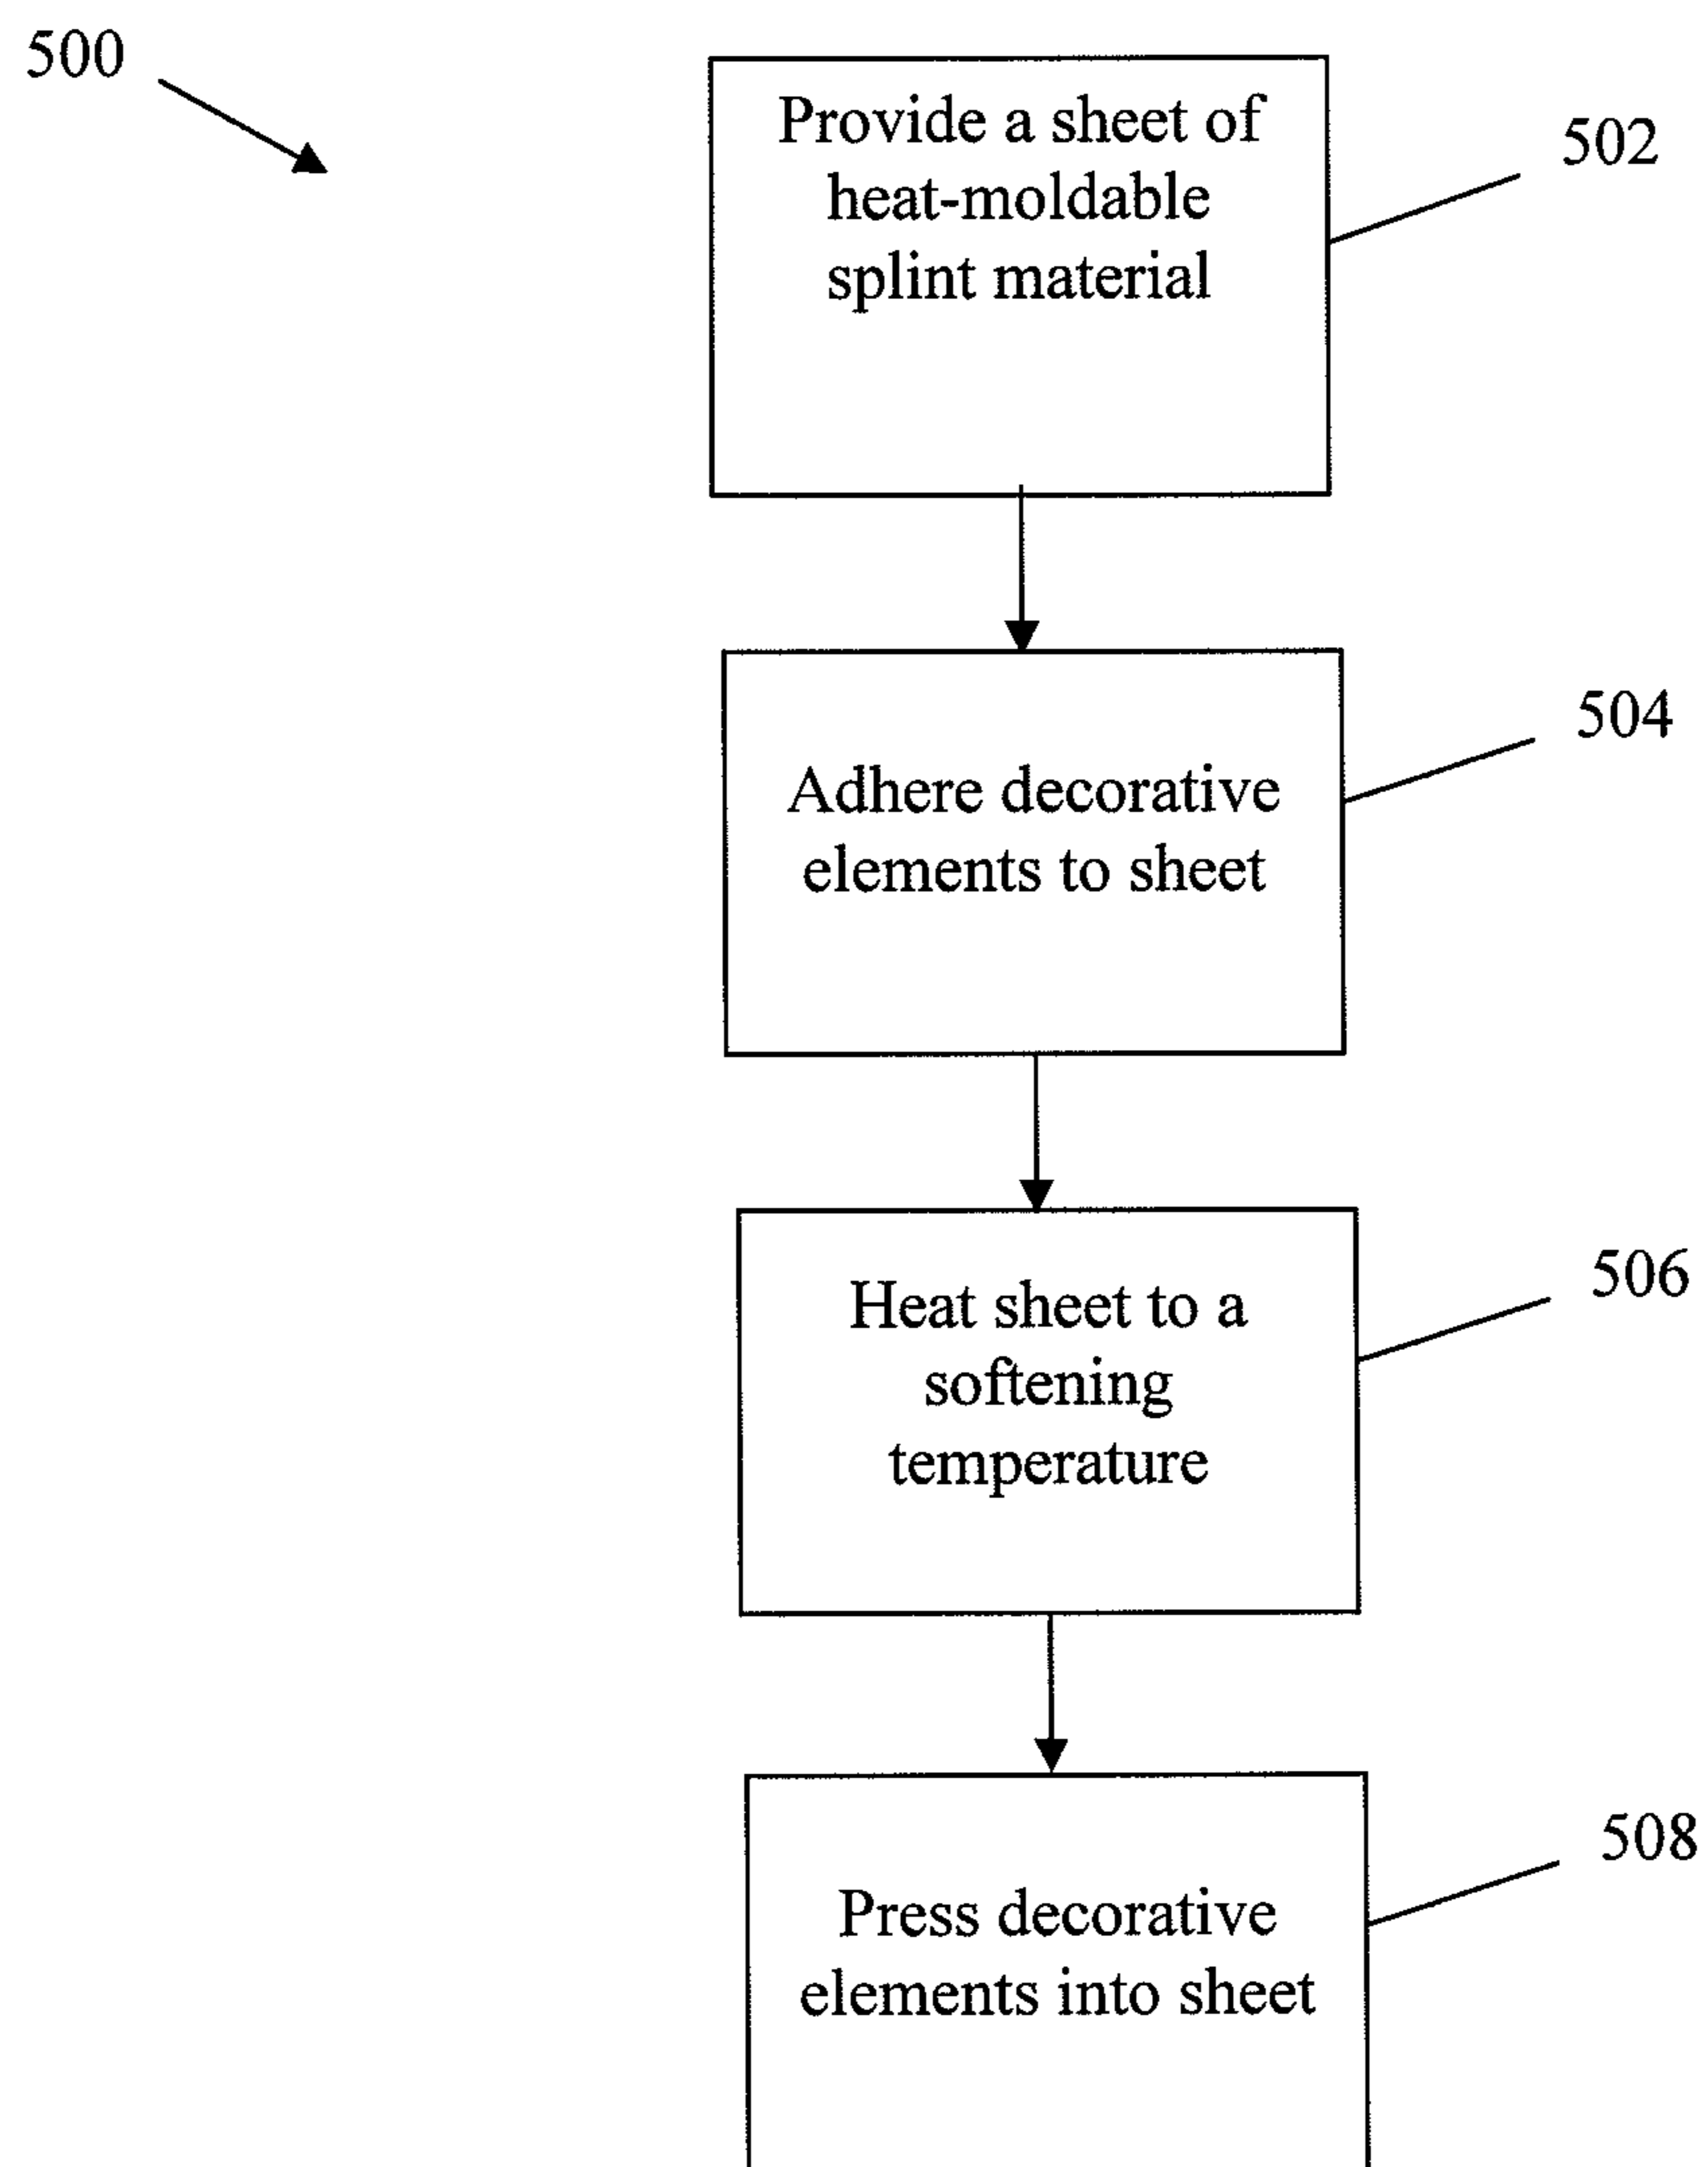 500
Provide a sheet of
heat-moldable
splint material
502
Adhere decorative
elements to sheet
504
Heat sheet to a
softening
temperature
506
Press decorative
elements into sheet
508